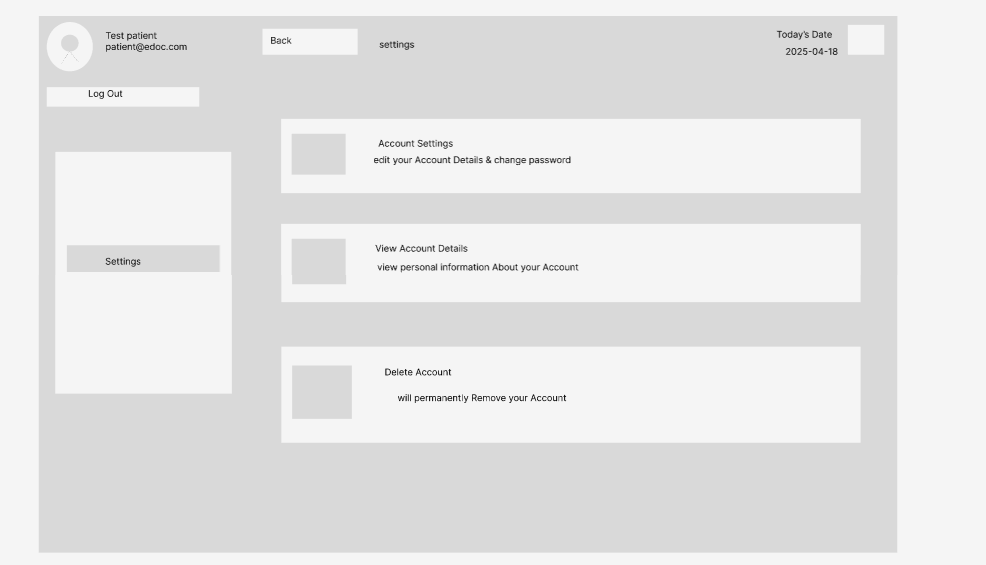 Test patient
patient@edoc.com
Back
settings
Today's Date
2025-04-18
Log Out
Settings
Account Settings
edit your Account Details & change password
View Account Details
view personal information About your Account
Delete Account
will permanently Remove your Account